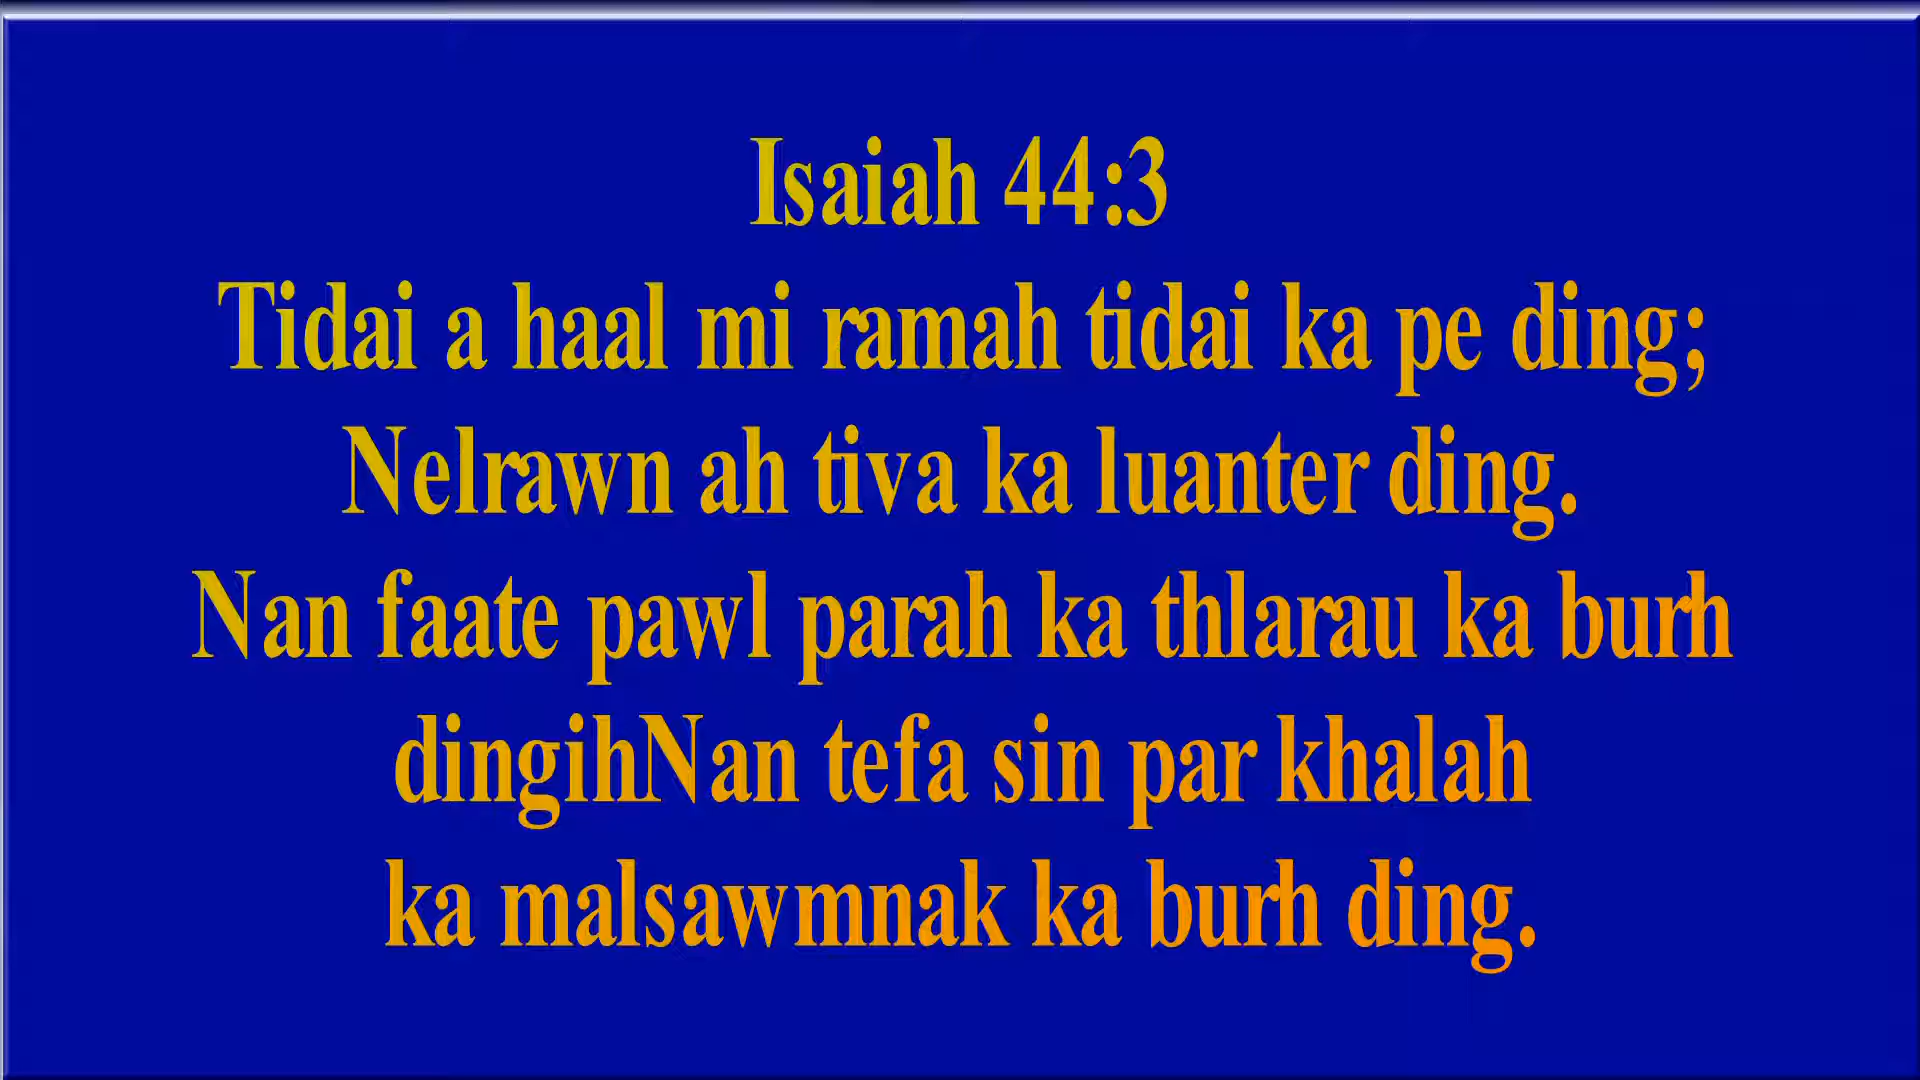 Isaiah 44:3
Tidai a haal mi ramah tidai ka pe ding;
Nelrawn ah tiva ka luanter ding.
Nan faate pawl parah ka thlarau ka burh
dingihNan tefa sin par khalah
ka malsawmnak ka burh ding.